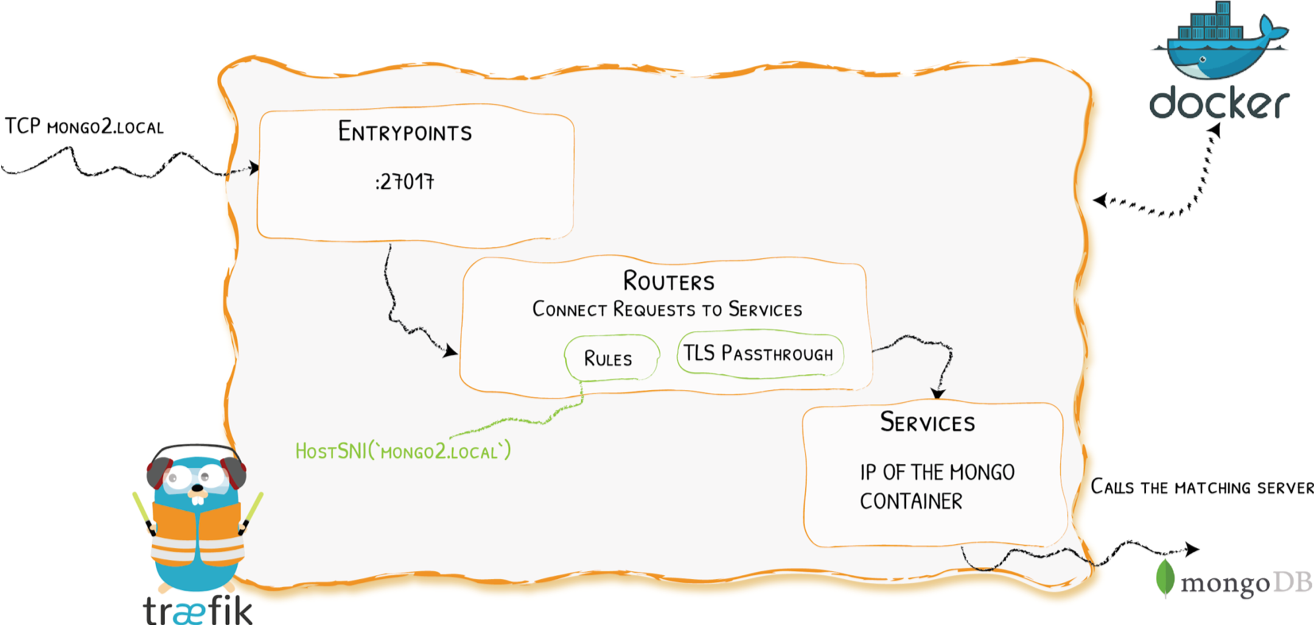 docker
TCP MONGO2.LOCAL
ENTRYPOINTS
:27017
ROUTERS
CONNECT REQUESTS TO SERVICES
RULES
TLS PASSTHROUGH
HOSTSNI(`MONGO2.LOCAL`)
SERVICES
IP OF THE MONGO
CONTAINER
CALLS THE MATCHING SERVER
træfik
mongoDB